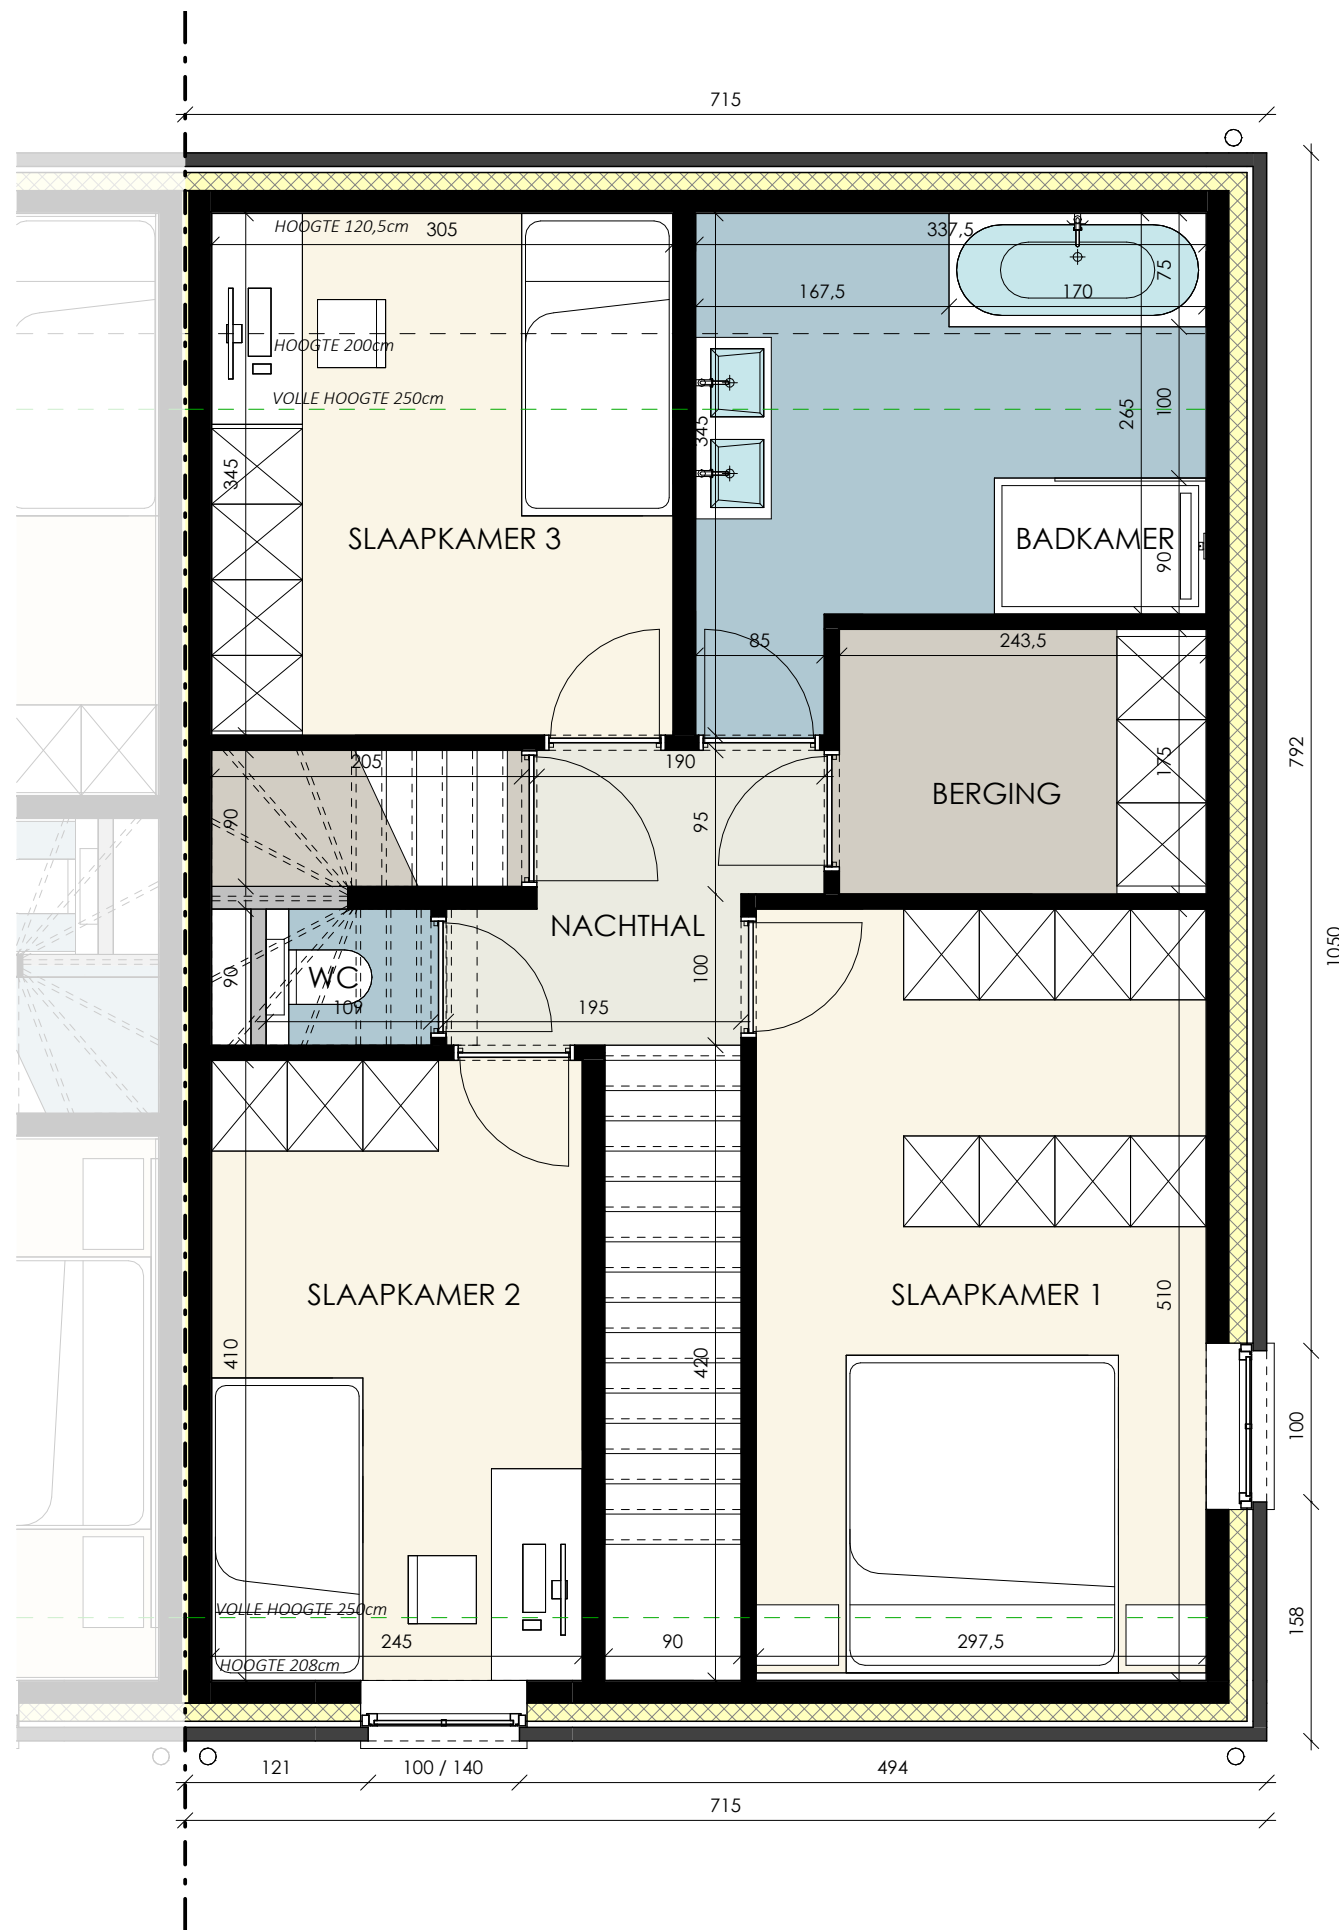 715
HOOGTE 120,5cm
305
337,5
75
167,5
170
HOOGTE 200cm
VOLLE HOOGTE 250cm
265
100
345
345
SLAAPKAMER 3
BADKAMER
90
85
243,5
205
190
175
792
90
95
BERGING
NACHTHAL
1050
WC
90
100
109
195
SLAAPKAMER 2
SLAAPKAMER 1
510
410
420
100
VOLLE HOOGTE 250cm
158
245
90
297,5
HOOGTE 208cm
121
100 / 140
494
715